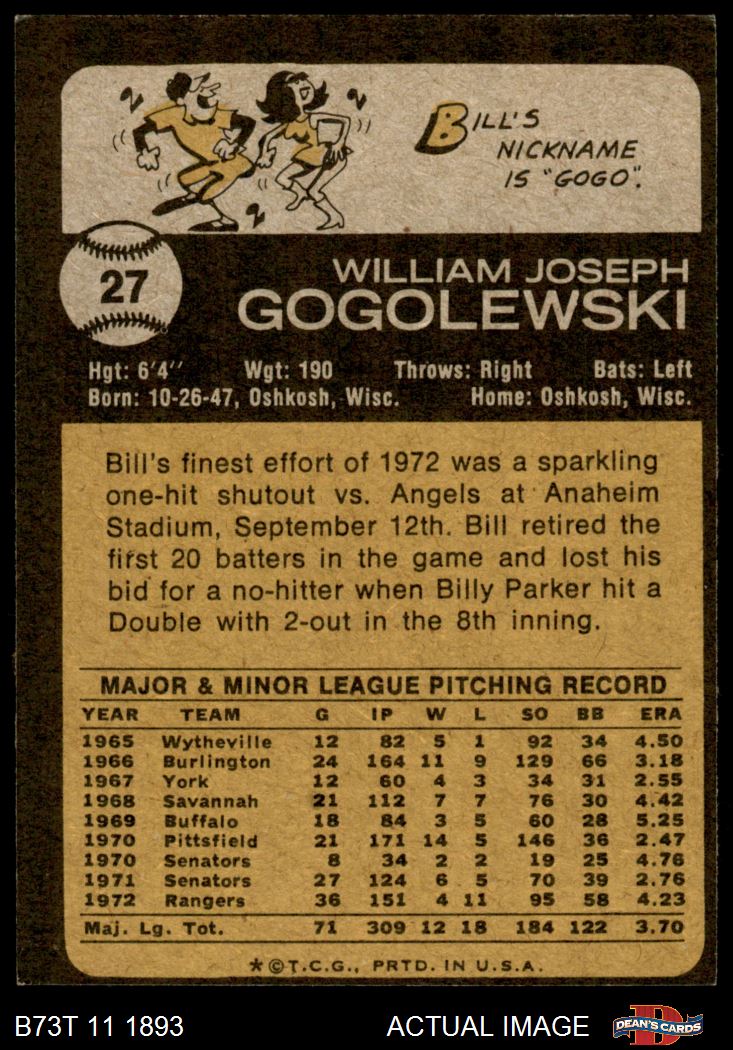 2
2
2
BILL'S
NICKNAME
IS "GOGO".
27
WILLIAM JOSEPH
GOGOLEWSKI
Hgt: 6'4" Wgt: 190 Throws: Right Bats: Left
Born: 10-26-47, Oshkosh, Wisc. Home: Oshkosh, Wisc.
Bill's finest effort of 1972 was a sparkling
one-hit shutout vs. Angels at Anaheim
Stadium, September 12th. Bill retired the
first 20 batters in the game and lost his
bid for a no-hitter when Billy Parker hit a
Double with 2-out in the 8th inning.
MAJOR & MINOR LEAGUE PITCHING RECORD
YEAR TEAM G IP W L SO BB ERA
1965 Wytheville 12 82 5 1 92 34 4.50
1966 Burlington 24 164 11 9 129 66 3.18
1967 York 12 60 4 3 34 31 2.55
1968 Savannah 21 112 7 7 76 30 4.42
1969 Buffalo 18 84 3 5 60 28 5.25
1970 Pittsfield 21 171 14 5 146 36 2.47
1970 Senators 8 34 2 2 19 25 4.76
1971 Senators 27 124 6 5 70 39 2.76
1972 Rangers 36 151 4 11 95 58 4.23
Maj. Lg. Tot. 71 309 12 18 184 122 3.70
*©T.C.G., PRTD. IN U.S.A.
B73T 11 1893 ACTUAL IMAGE D DEAN'S CARDS